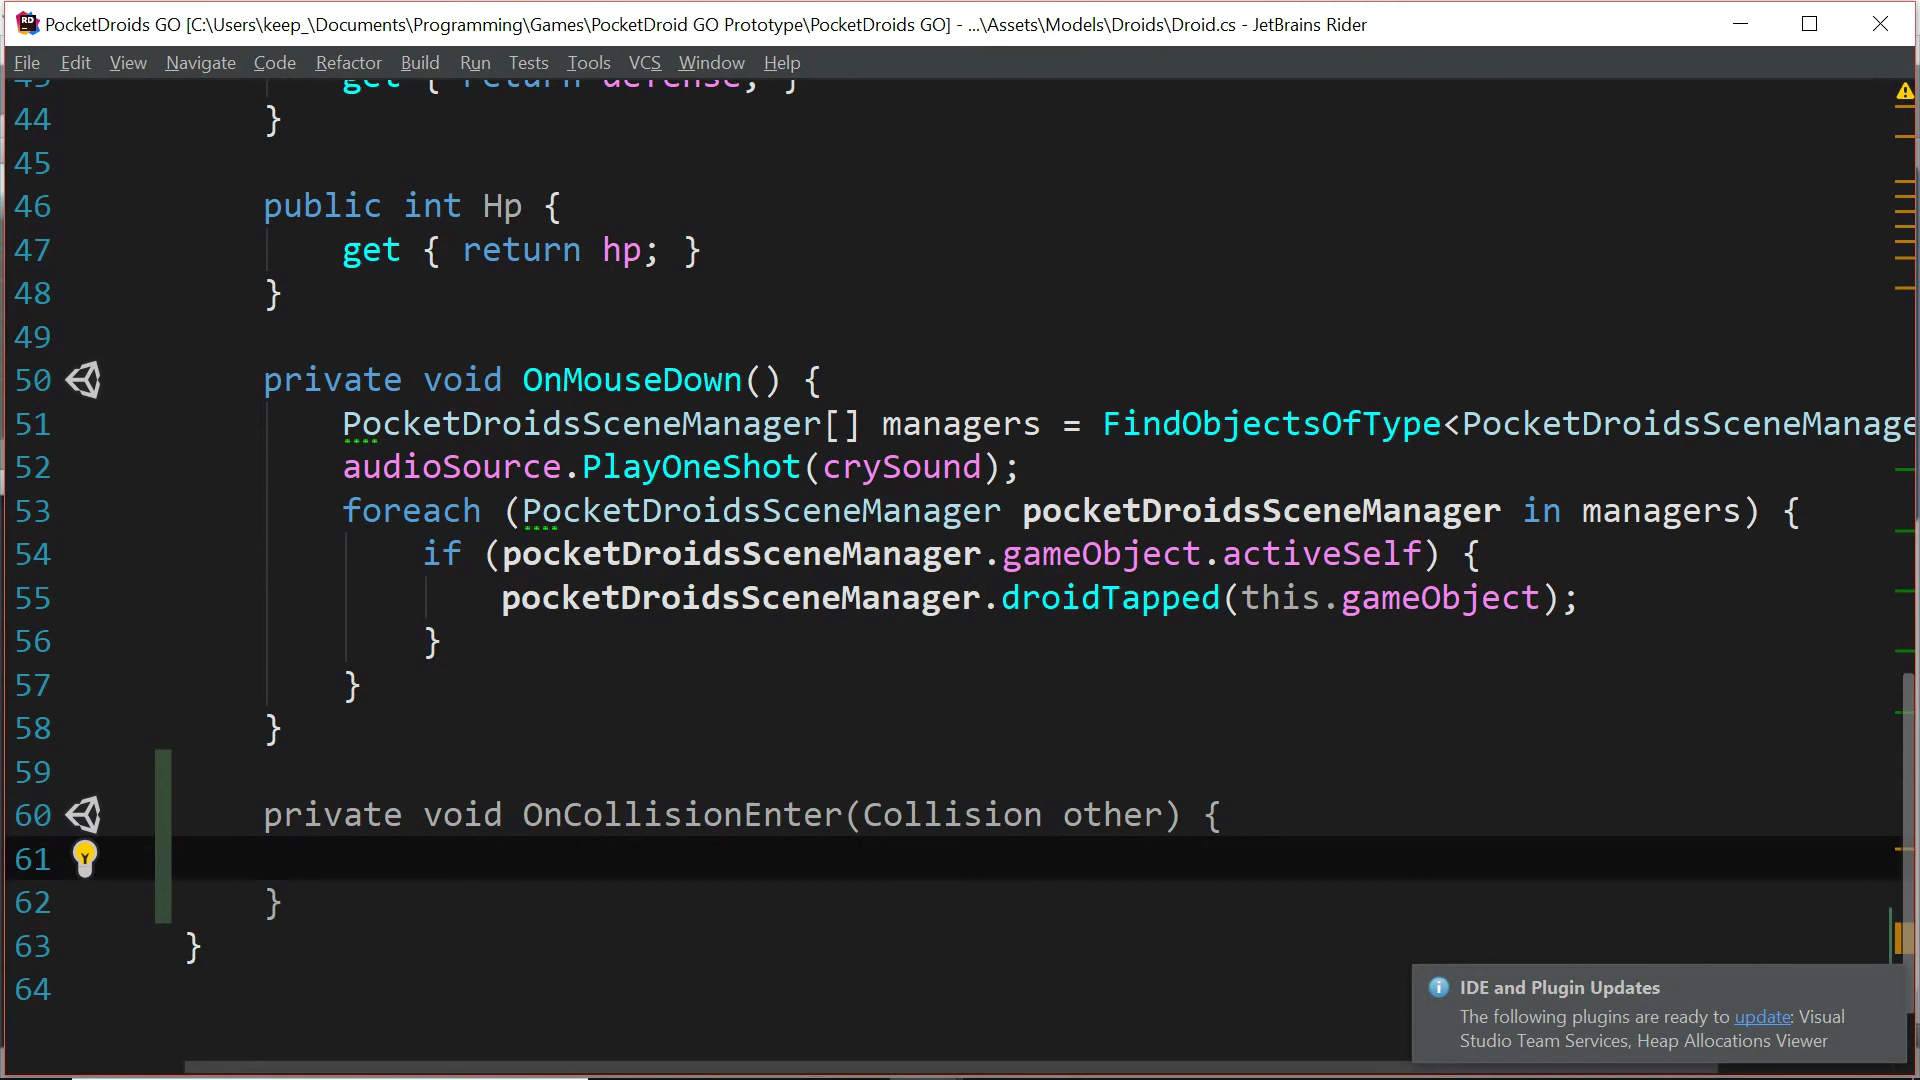 PocketDroids GO [C:\Users\keep_\Documents\Programming\Games\PocketDroid GO Prototype\PocketDroids GO] - ...\Assets\Models\Droids\Droid.cs - JetBrains Rider
File Edit View Navigate Code Refactor Build Run Tests Tools VCS Window Help
43 get { return defense; }
44 }
45
46 public int Hp {
47 get { return hp; }
48 }
49
50 private void OnMouseDown() {
51 PocketDroidsSceneManager[] managers = FindObjectsOfType<PocketDroidsSceneManage
52 audioSource.PlayOneShot(crySound);
53 foreach (PocketDroidsSceneManager pocketDroidsSceneManager in managers) {
54 if (pocketDroidsSceneManager.gameObject.activeSelf) {
55 pocketDroidsSceneManager.droidTapped(this.gameObject);
56 }
57 }
58 }
59
60 private void OnCollisionEnter(Collision other) {
61
62 }
63 }
64
IDE and Plugin Updates
The following plugins are ready to update: Visual
Studio Team Services, Heap Allocations Viewer